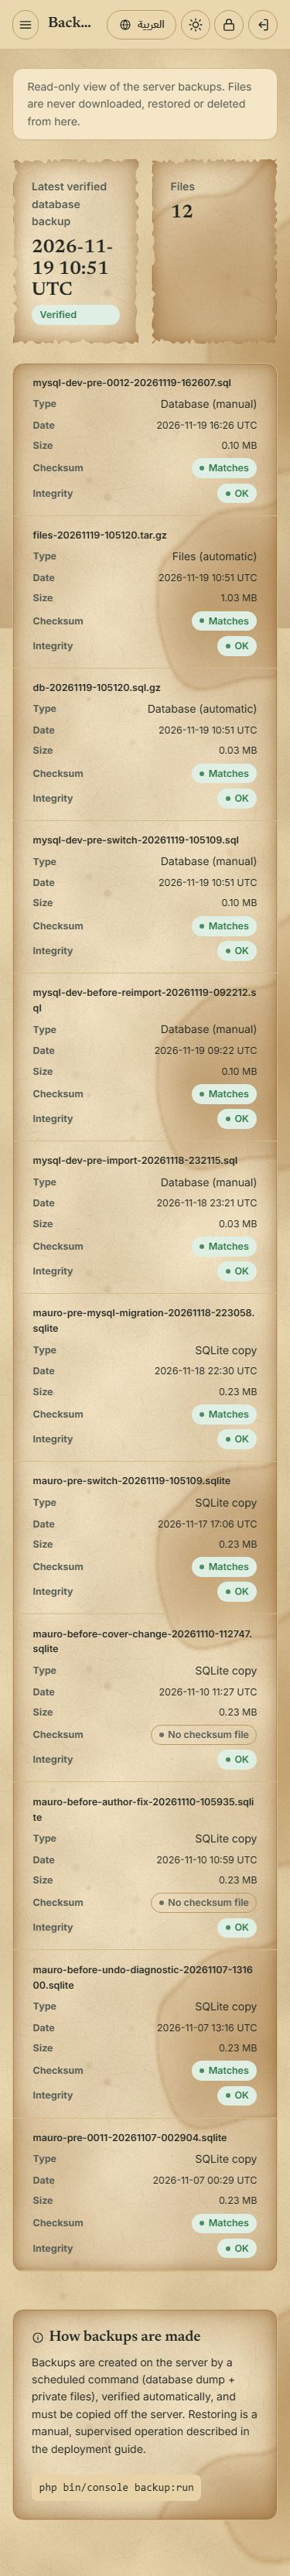 Back...
العربية
Read-only view of the server backups. Files
are never downloaded, restored or deleted
from here.
Latest verified
database
backup
2026-11-
19 10:51
UTC
Verified
Files
12
mysql-dev-pre-0012-20261119-162607.sql
Type Database (manual)
Date 2026-11-19 16:26 UTC
Size 0.10 MB
Checksum Matches
Integrity OK
files-20261119-105120.tar.gz
Type Files (automatic)
Date 2026-11-19 10:51 UTC
Size 1.03 MB
Checksum Matches
Integrity OK
db-20261119-105120.sql.gz
Type Database (automatic)
Date 2026-11-19 10:51 UTC
Size 0.03 MB
Checksum Matches
Integrity OK
mysql-dev-pre-switch-20261119-105109.sql
Type Database (manual)
Date 2026-11-19 10:51 UTC
Size 0.10 MB
Checksum Matches
Integrity OK
mysql-dev-before-reimport-20261119-092212.s
ql
Type Database (manual)
Date 2026-11-19 09:22 UTC
Size 0.10 MB
Checksum Matches
Integrity OK
mysql-dev-pre-import-20261118-232115.sql
Type Database (manual)
Date 2026-11-18 23:21 UTC
Size 0.03 MB
Checksum Matches
Integrity OK
mauro-pre-mysql-migration-20261118-223058.
sqlite
Type SQLite copy
Date 2026-11-18 22:30 UTC
Size 0.23 MB
Checksum Matches
Integrity OK
mauro-pre-switch-20261119-105109.sqlite
Type SQLite copy
Date 2026-11-17 17:06 UTC
Size 0.23 MB
Checksum Matches
Integrity OK
mauro-before-cover-change-20261110-112747.
sqlite
Type SQLite copy
Date 2026-11-10 11:27 UTC
Size 0.23 MB
Checksum No checksum file
Integrity OK
mauro-before-author-fix-20261110-105935.sqli
te
Type SQLite copy
Date 2026-11-10 10:59 UTC
Size 0.23 MB
Checksum No checksum file
Integrity OK
mauro-before-undo-diagnostic-20261107-1316
00.sqlite
Type SQLite copy
Date 2026-11-07 13:16 UTC
Size 0.23 MB
Checksum Matches
Integrity OK
mauro-pre-0011-20261107-002904.sqlite
Type SQLite copy
Date 2026-11-07 00:29 UTC
Size 0.23 MB
Checksum Matches
Integrity OK
How backups are made
Backups are created on the server by a
scheduled command (database dump +
private files), verified automatically, and
must be copied off the server. Restoring is a
manual, supervised operation described in
the deployment guide.
php bin/console backup:run